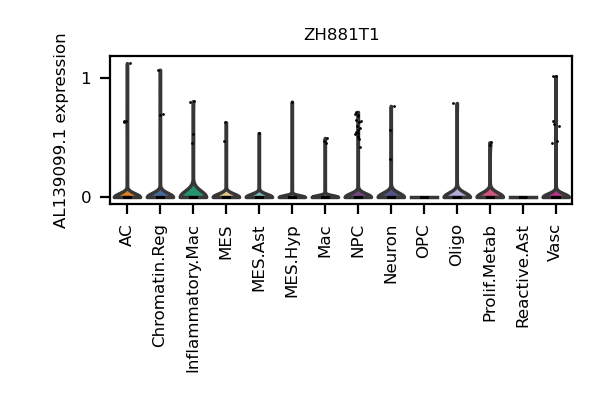 ZH881T1
AL139099.1 expression
1
0
AC
Chromatin.Reg
Inflammatory.Mac
MES
MES.Ast
MES.Hyp
Mac
NPC
Neuron
OPC
Oligo
Prolif.Metab
Reactive.Ast
Vasc